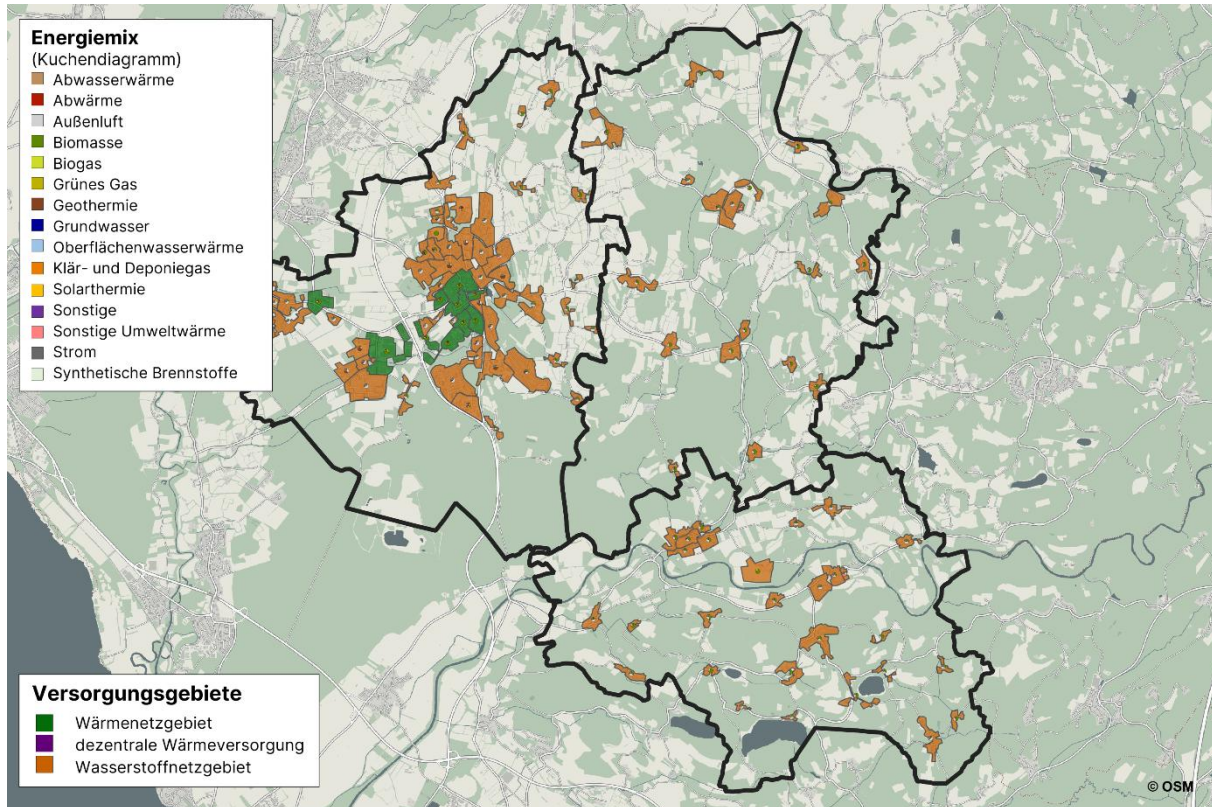 Energiemix
(Kuchendiagramm)
Abwasserwärme
Abwärme
Außenluft
Biomasse
Biogas
Grünes Gas
Geothermie
Grundwasser
Oberflächenwasserwärme
Klär- und Deponiegas
Solarthermie
Sonstige
Sonstige Umweltwärme
Strom
Synthetische Brennstoffe
Versorgungsgebiete
Wärmenetzgebiet
dezentrale Wärmeversorgung
Wasserstoffnetzgebiet
© OSM